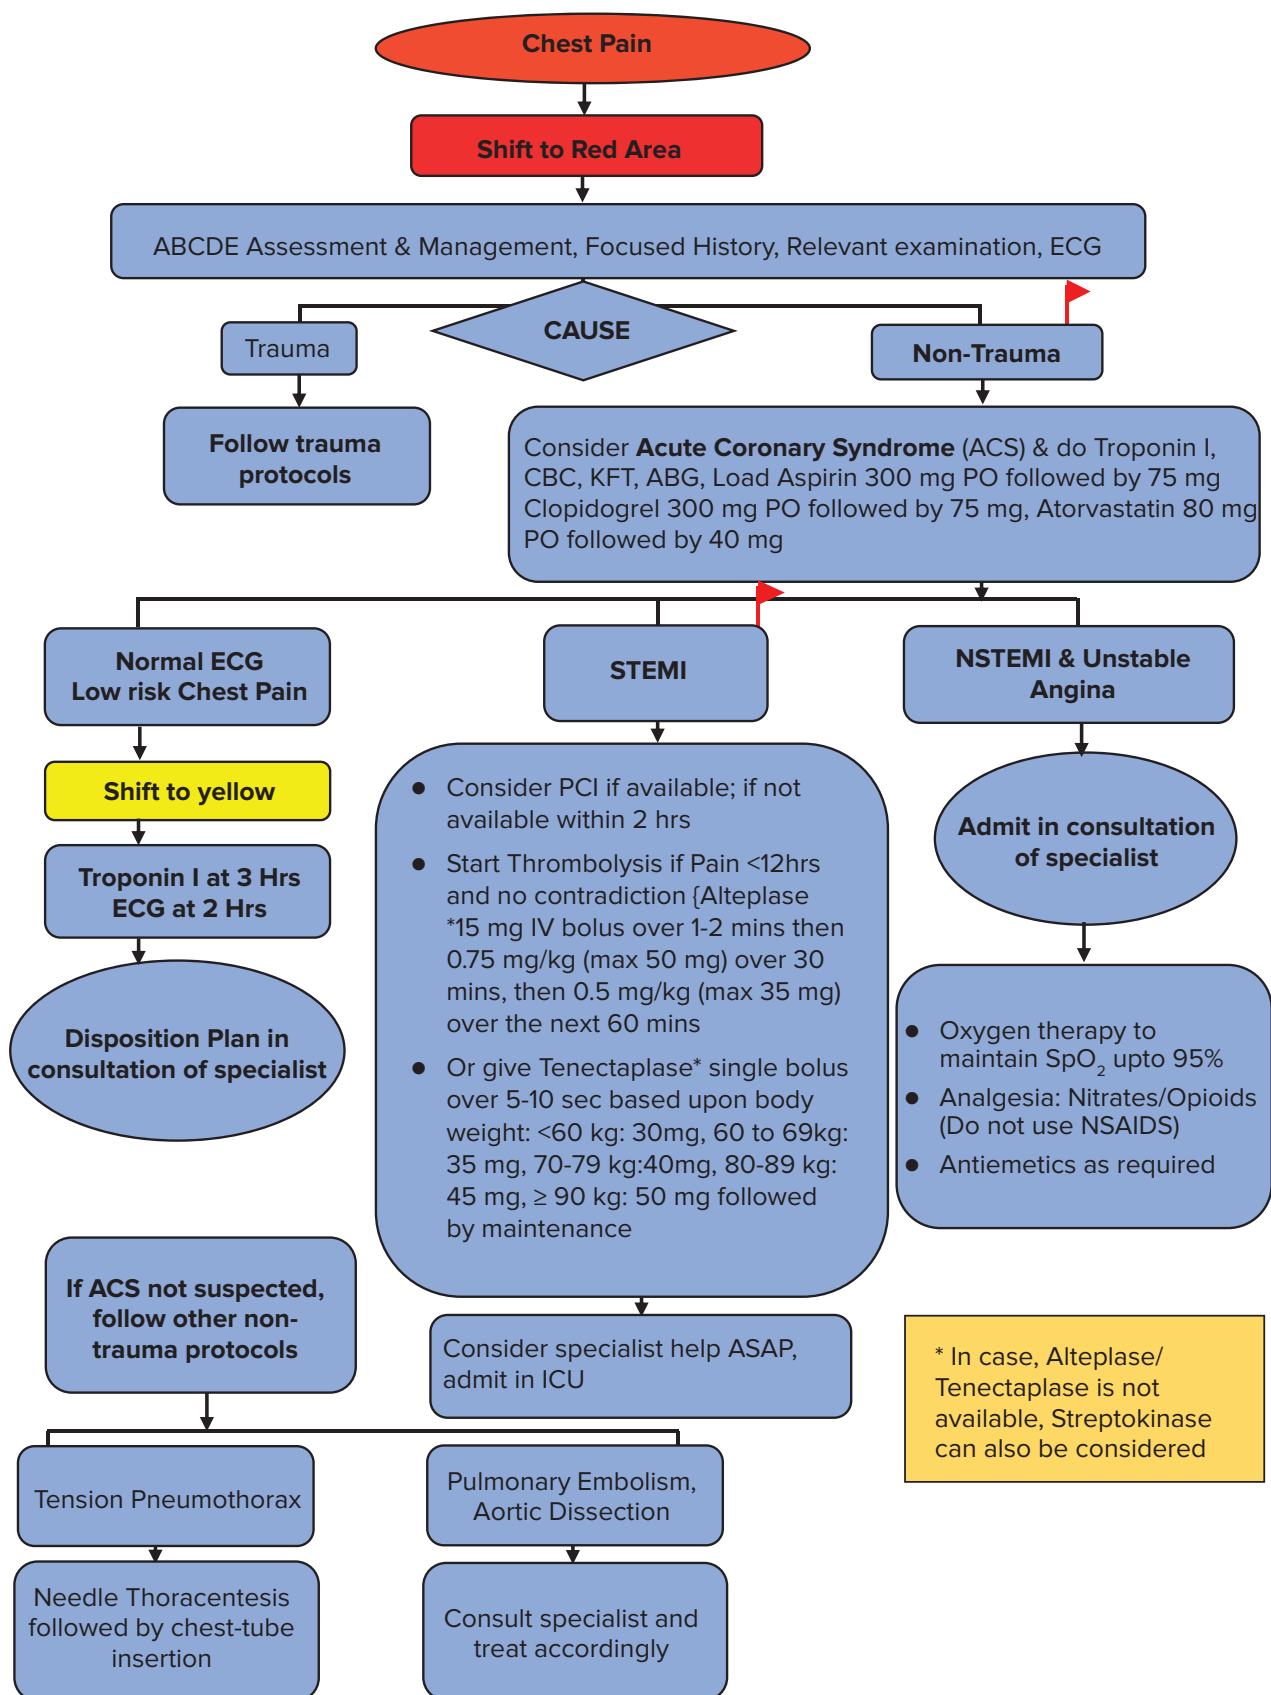 Chest Pain
Shift to Red Area
ABCDE Assessment & Management, Focused History, Relevant examination, ECG
CAUSE
Trauma
Non-Trauma
Follow trauma
protocols
Consider Acute Coronary Syndrome (ACS) & do Troponin I,
CBC, KFT, ABG, Load Aspirin 300 mg PO followed by 75 mg
Clopidogrel 300 mg PO followed by 75 mg, Atorvastatin 80 mg
PO followed by 40 mg
Normal ECG
Low risk Chest Pain
Shift to yellow
Troponin I at 3 Hrs
ECG at 2 Hrs
Disposition Plan in
consultation of specialist
STEMI
● Consider PCI if available; if not
available within 2 hrs
● Start Thrombolysis if Pain <12hrs
and no contradiction {Alteplase
*15 mg IV bolus over 1-2 mins then
0.75 mg/kg (max 50 mg) over 30
mins, then 0.5 mg/kg (max 35 mg)
over the next 60 mins
● Or give Tenectaplase* single bolus
over 5-10 sec based upon body
weight: <60 kg: 30mg, 60 to 69kg:
35 mg, 70-79 kg:40mg, 80-89 kg:
45 mg, ≥ 90 kg: 50 mg followed
by maintenance
Consider specialist help ASAP,
admit in ICU
NSTEMI & Unstable
Angina
Admit in consultation
of specialist
● Oxygen therapy to
maintain SpO₂ upto 95%
● Analgesia: Nitrates/Opioids
(Do not use NSAIDS)
● Antiemetics as required
If ACS not suspected,
follow other non-
trauma protocols
Tension Pneumothorax
Needle Thoracentesis
followed by chest-tube
insertion
Pulmonary Embolism,
Aortic Dissection
Consult specialist and
treat accordingly
* In case, Alteplase/
Tenectaplase is not
available, Streptokinase
can also be considered